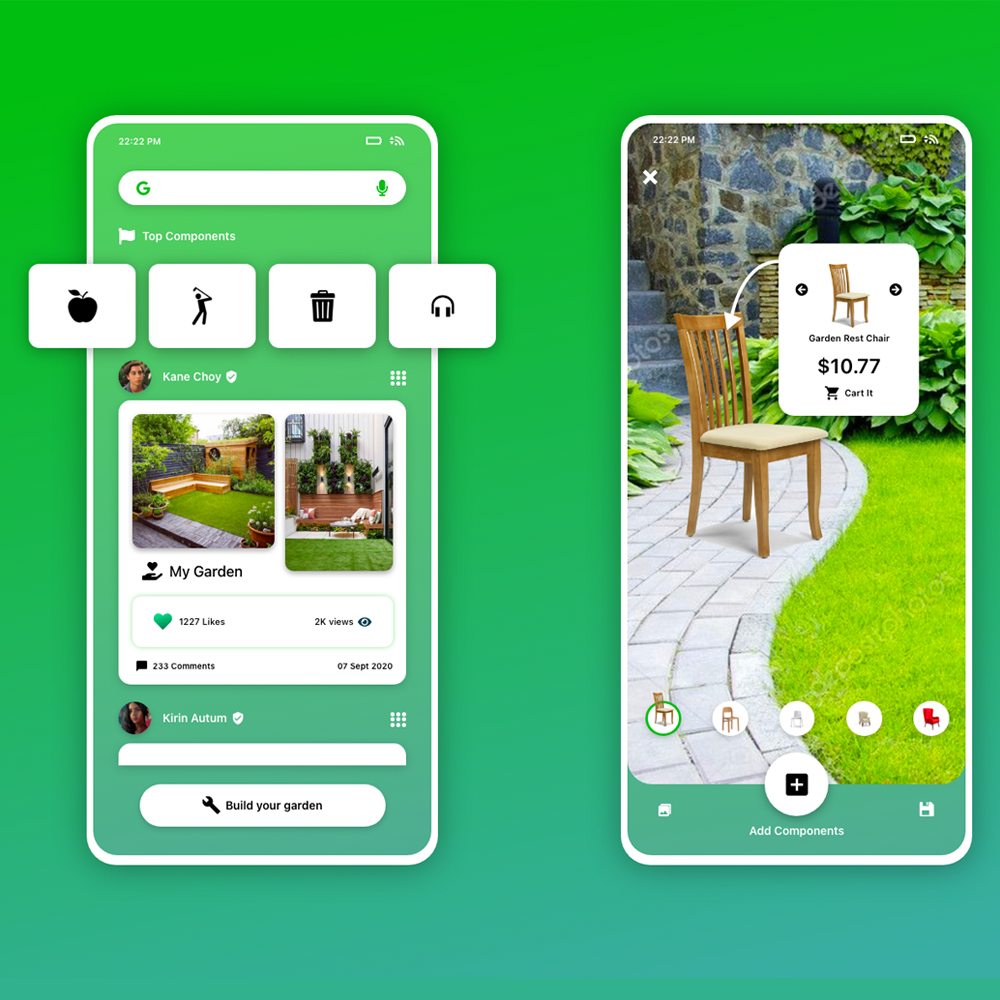 22:22 PM
G
Top Components
Kane Choy
My Garden
1227 Likes
2K views
233 Comments
07 Sept 2020
Kirin Autum
Build your garden
22:22 PM
Garden Rest Chair
$10.77
Cart It
depositphotos
Add Components